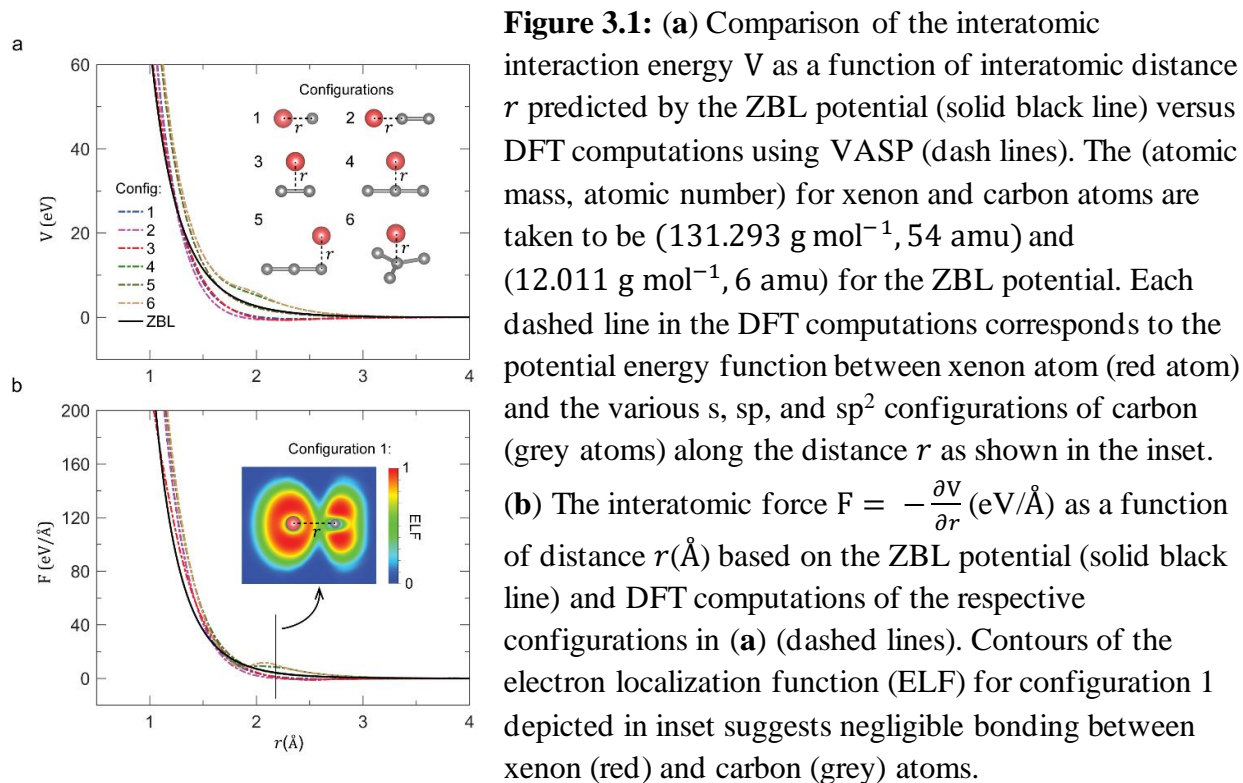 a
60
40
20
0
V (eV)
Configurations
1
r
2
r
3
r
4
r
5
r
6
r
Config:
1
2
3
4
5
6
ZBL
1
2
3
4
b
200
160
120
80
40
0
F (eV/Å)
Configuration 1:
r
1
ELF
0
1
2
3
4
r(Å)
Figure 3.1: (a) Comparison of the interatomic
interaction energy V as a function of interatomic distance
r predicted by the ZBL potential (solid black line) versus
DFT computations using VASP (dash lines). The (atomic
mass, atomic number) for xenon and carbon atoms are
taken to be (131.293 g mol⁻¹, 54 amu) and
(12.011 g mol⁻¹, 6 amu) for the ZBL potential. Each
dashed line in the DFT computations corresponds to the
potential energy function between xenon atom (red atom)
and the various s, sp, and sp² configurations of carbon
(grey atoms) along the distance r as shown in the inset.
(b) The interatomic force F = −∂V/∂r (eV/Å) as a function
of distance r(Å) based on the ZBL potential (solid black
line) and DFT computations of the respective
configurations in (a) (dashed lines). Contours of the
electron localization function (ELF) for configuration 1
depicted in inset suggests negligible bonding between
xenon (red) and carbon (grey) atoms.